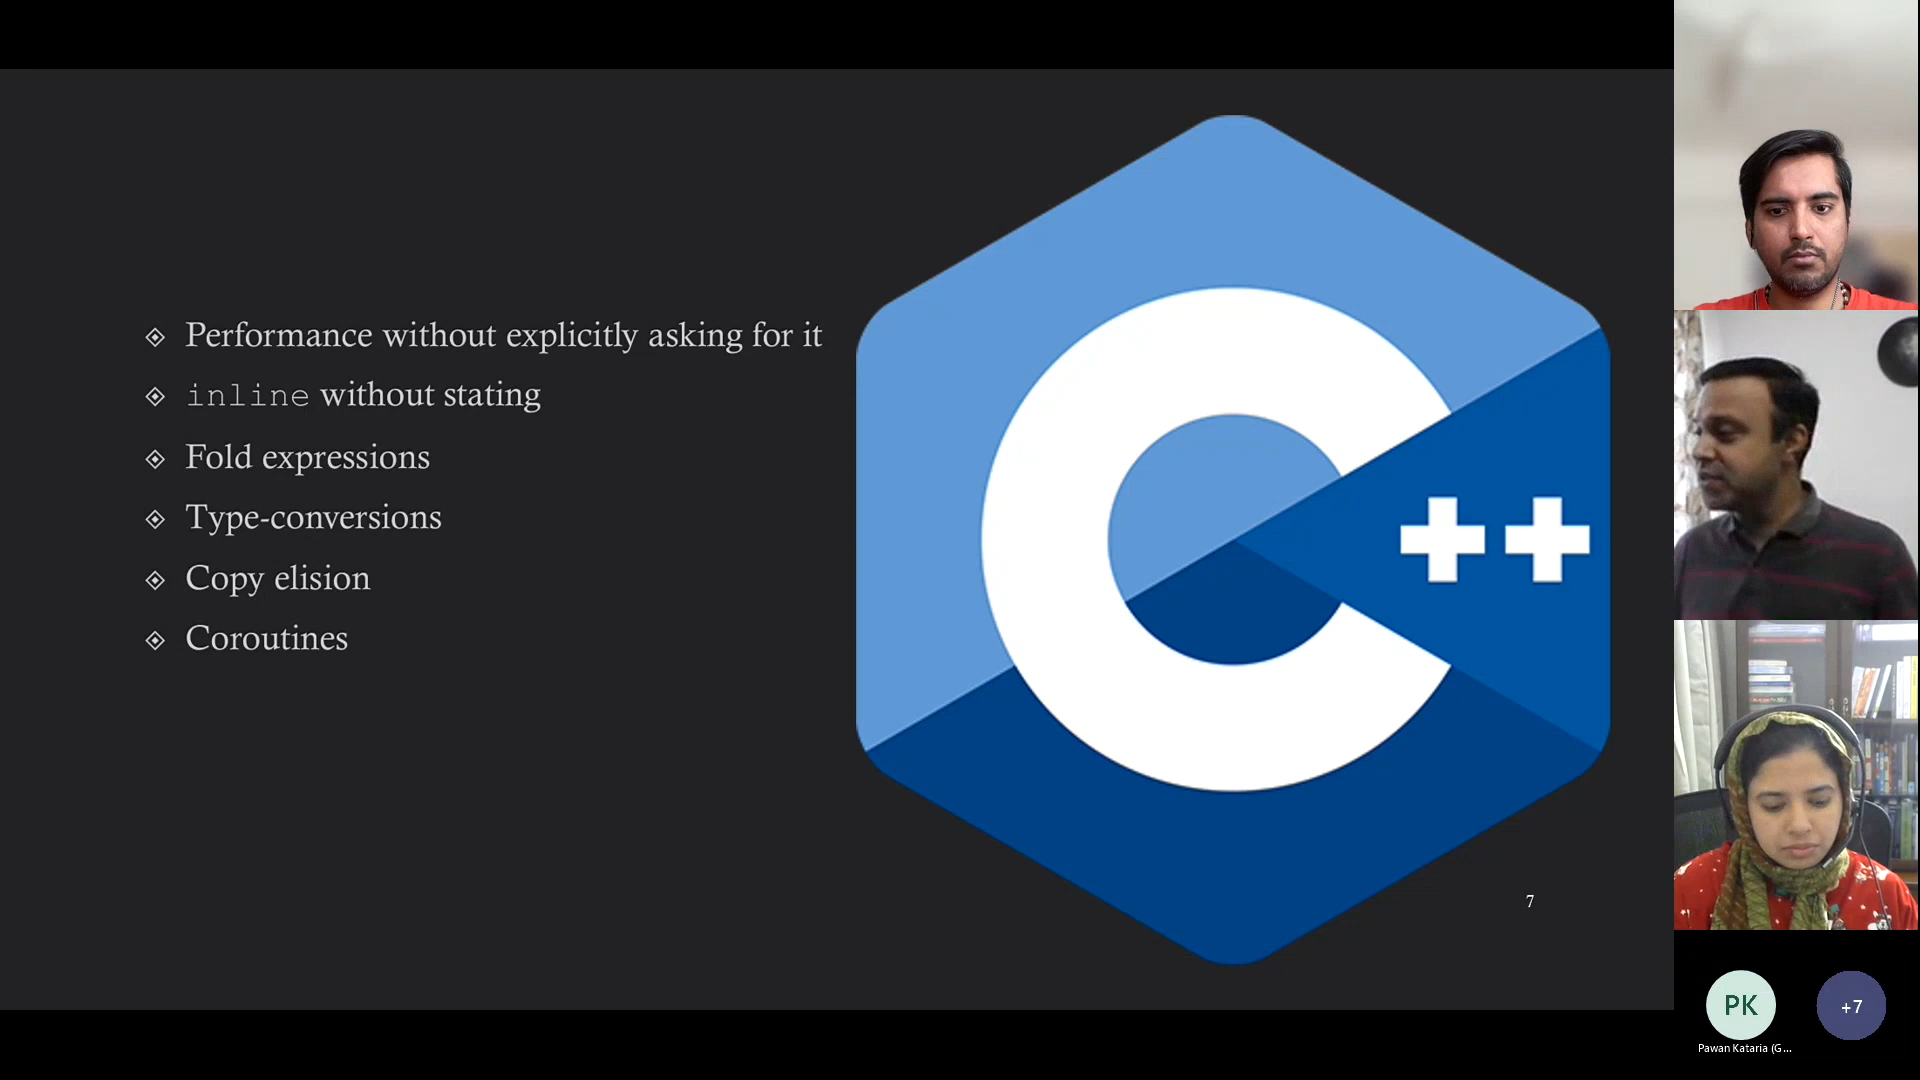 Performance without explicitly asking for it
inline without stating
Fold expressions
Type-conversions
Copy elision
Coroutines
C++
7
PK
+7
Pawan Kataria (G...